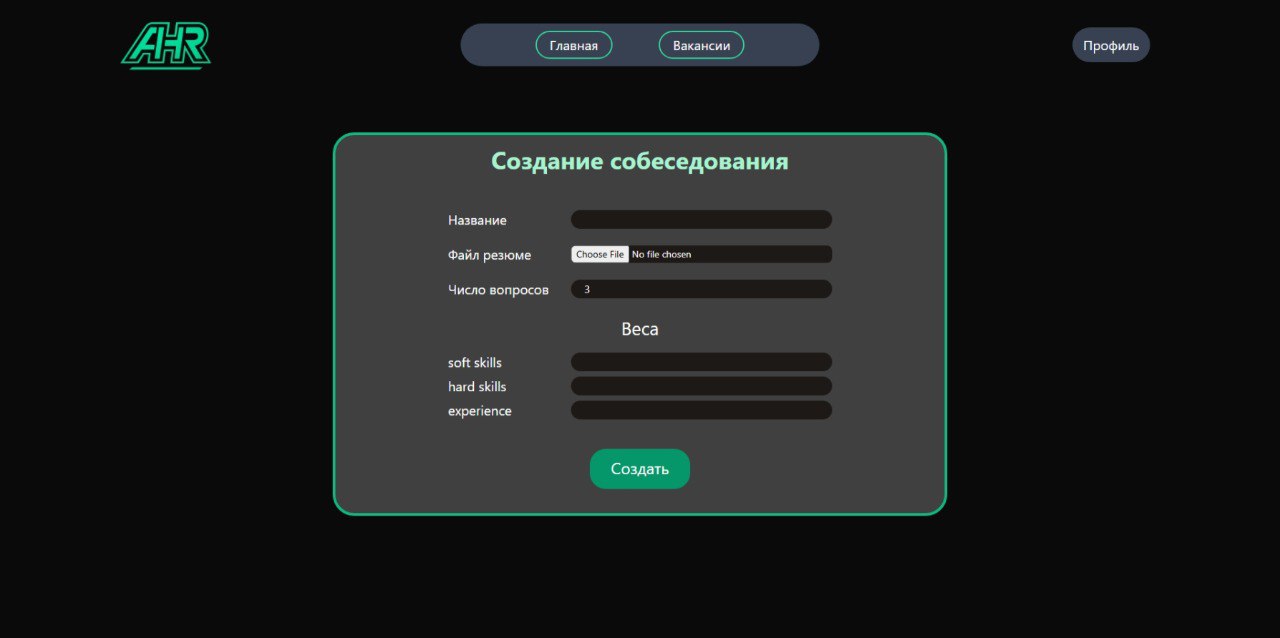 AHR
Главная
Вакансии
Профиль
Создание собеседования
Название
Файл резюме
Choose File No file chosen
Число вопросов
3
Веса
soft skills
hard skills
experience
Создать